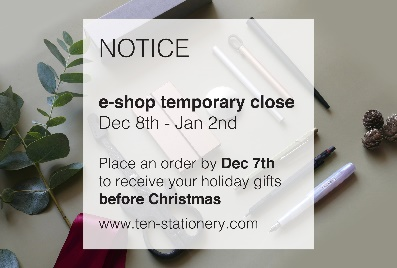 NOTICE
e-shop temporary close
Dec 8th - Jan 2nd
Place an order by Dec 7th
to receive your holiday gifts
before Christmas
www.ten-stationery.com